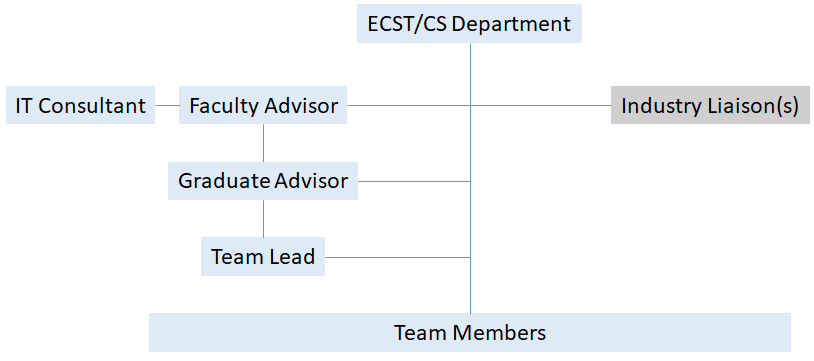 ECST/CS Department
IT Consultant
Faculty Advisor
Industry Liaison(s)
Graduate Advisor
Team Lead
Team Members